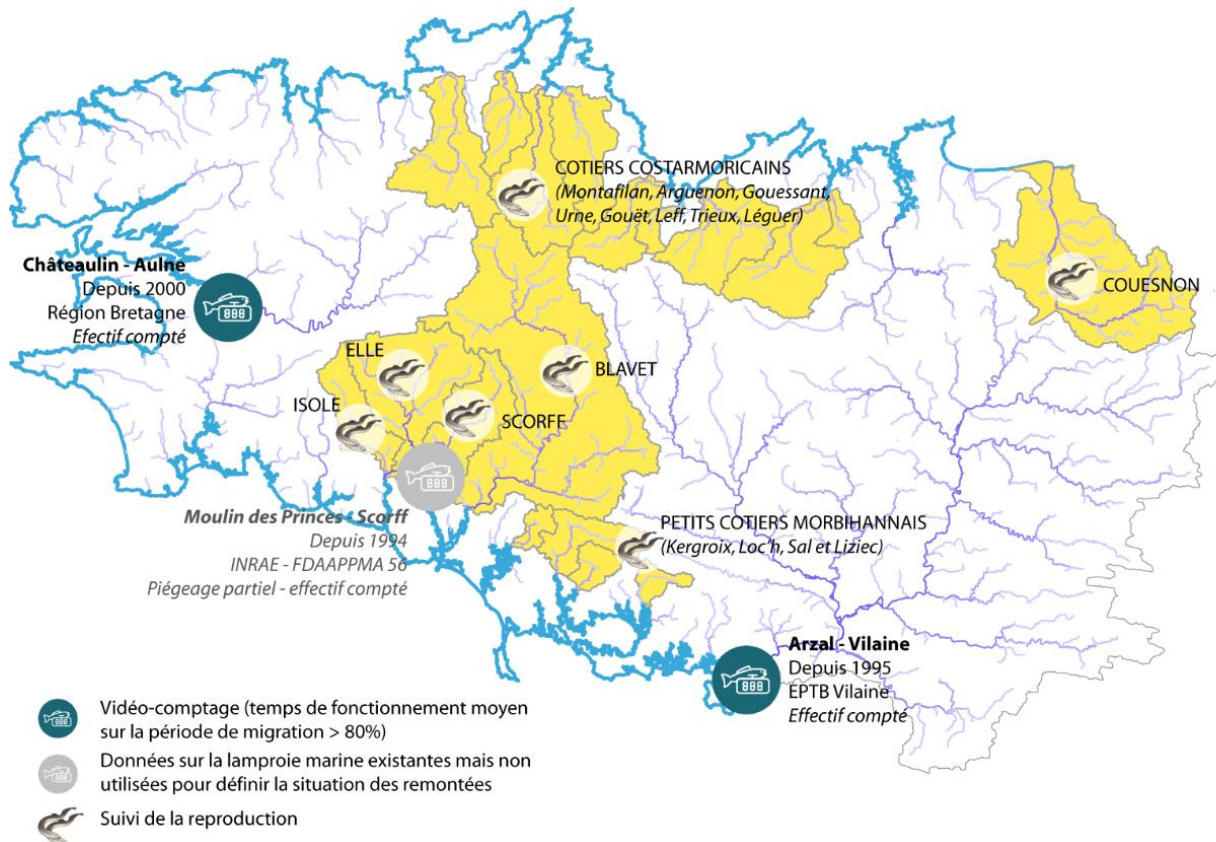 COTIERS COSTARMORICAINS
(Montafilan, Arguenon, Gouessant,
Urne, Gouët, Leff, Trieux, Léguer)
Châteaulin - Aulne
Depuis 2000
Région Bretagne
Efectif compté
888
COUESNON
ELLE
BLAVET
ISOLE
SCORFF
888
Moulin des Princes - Scorff
Depuis 1994
INRAE - FDAAPPMA 56
Piégeage partiel - effectif compté
PETITS COTIERS MORBIHANNAIS
(Kergroix, Loc'h, Sal et Liziec)
888
Arzal - Vilaine
Depuis 1995
EPTB Vilaine
Effectif compté
Vidéo-comptage (temps de fonctionnement moyen
sur la période de migration > 80%)
Données sur la lamproie marine existantes mais non
utilisées pour définir la situation des remontées
Suivi de la reproduction